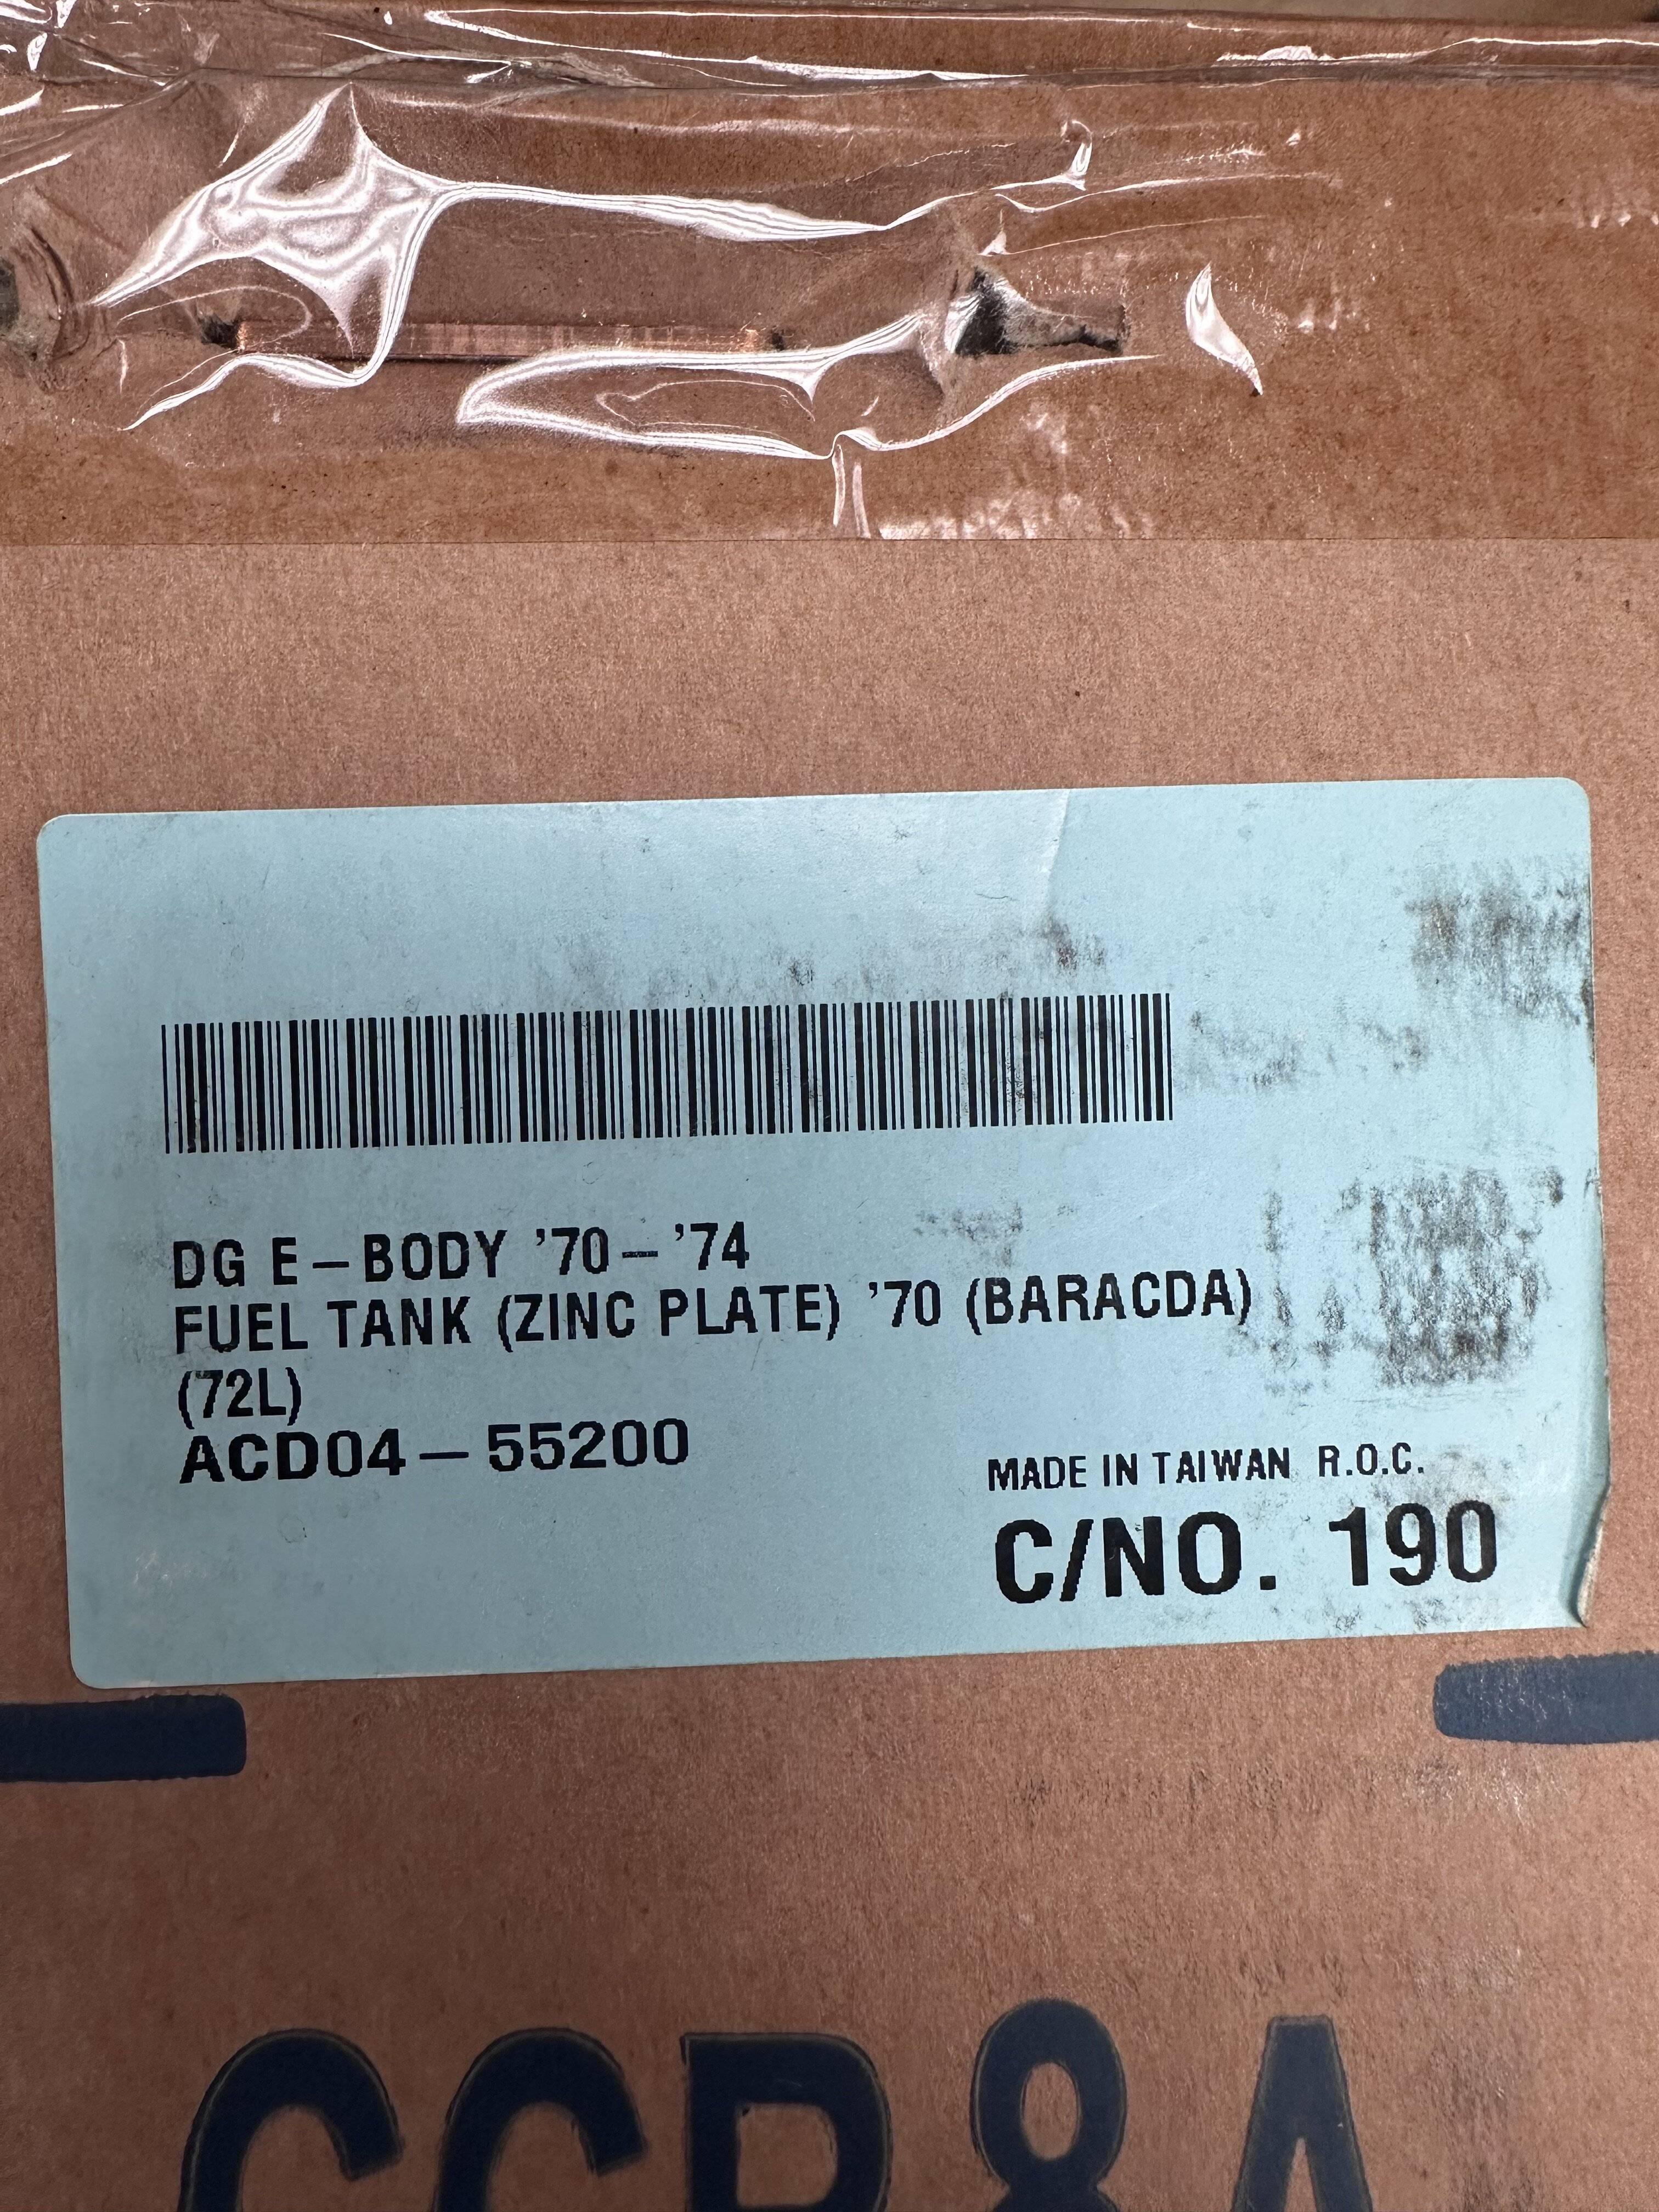 DG E-BODY '70-'74
FUEL TANK (ZINC PLATE) '70 (BARACDA)
(72L)
ACD04-55200
MADE IN TAIWAN R.O.C.
C/NO. 190